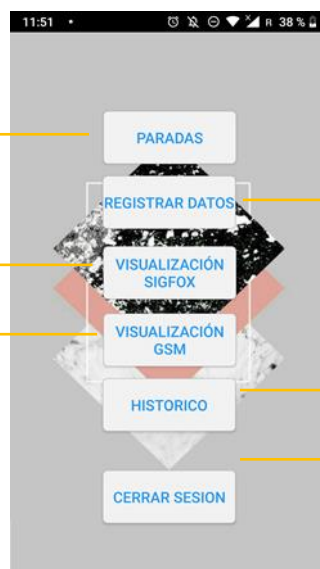 11:51 R 38 %
PARADAS
REGISTRAR DATOS
VISUALIZACIÓN
SIGFOX
VISUALIZACIÓN
GSM
HISTORICO
CERRAR SESION